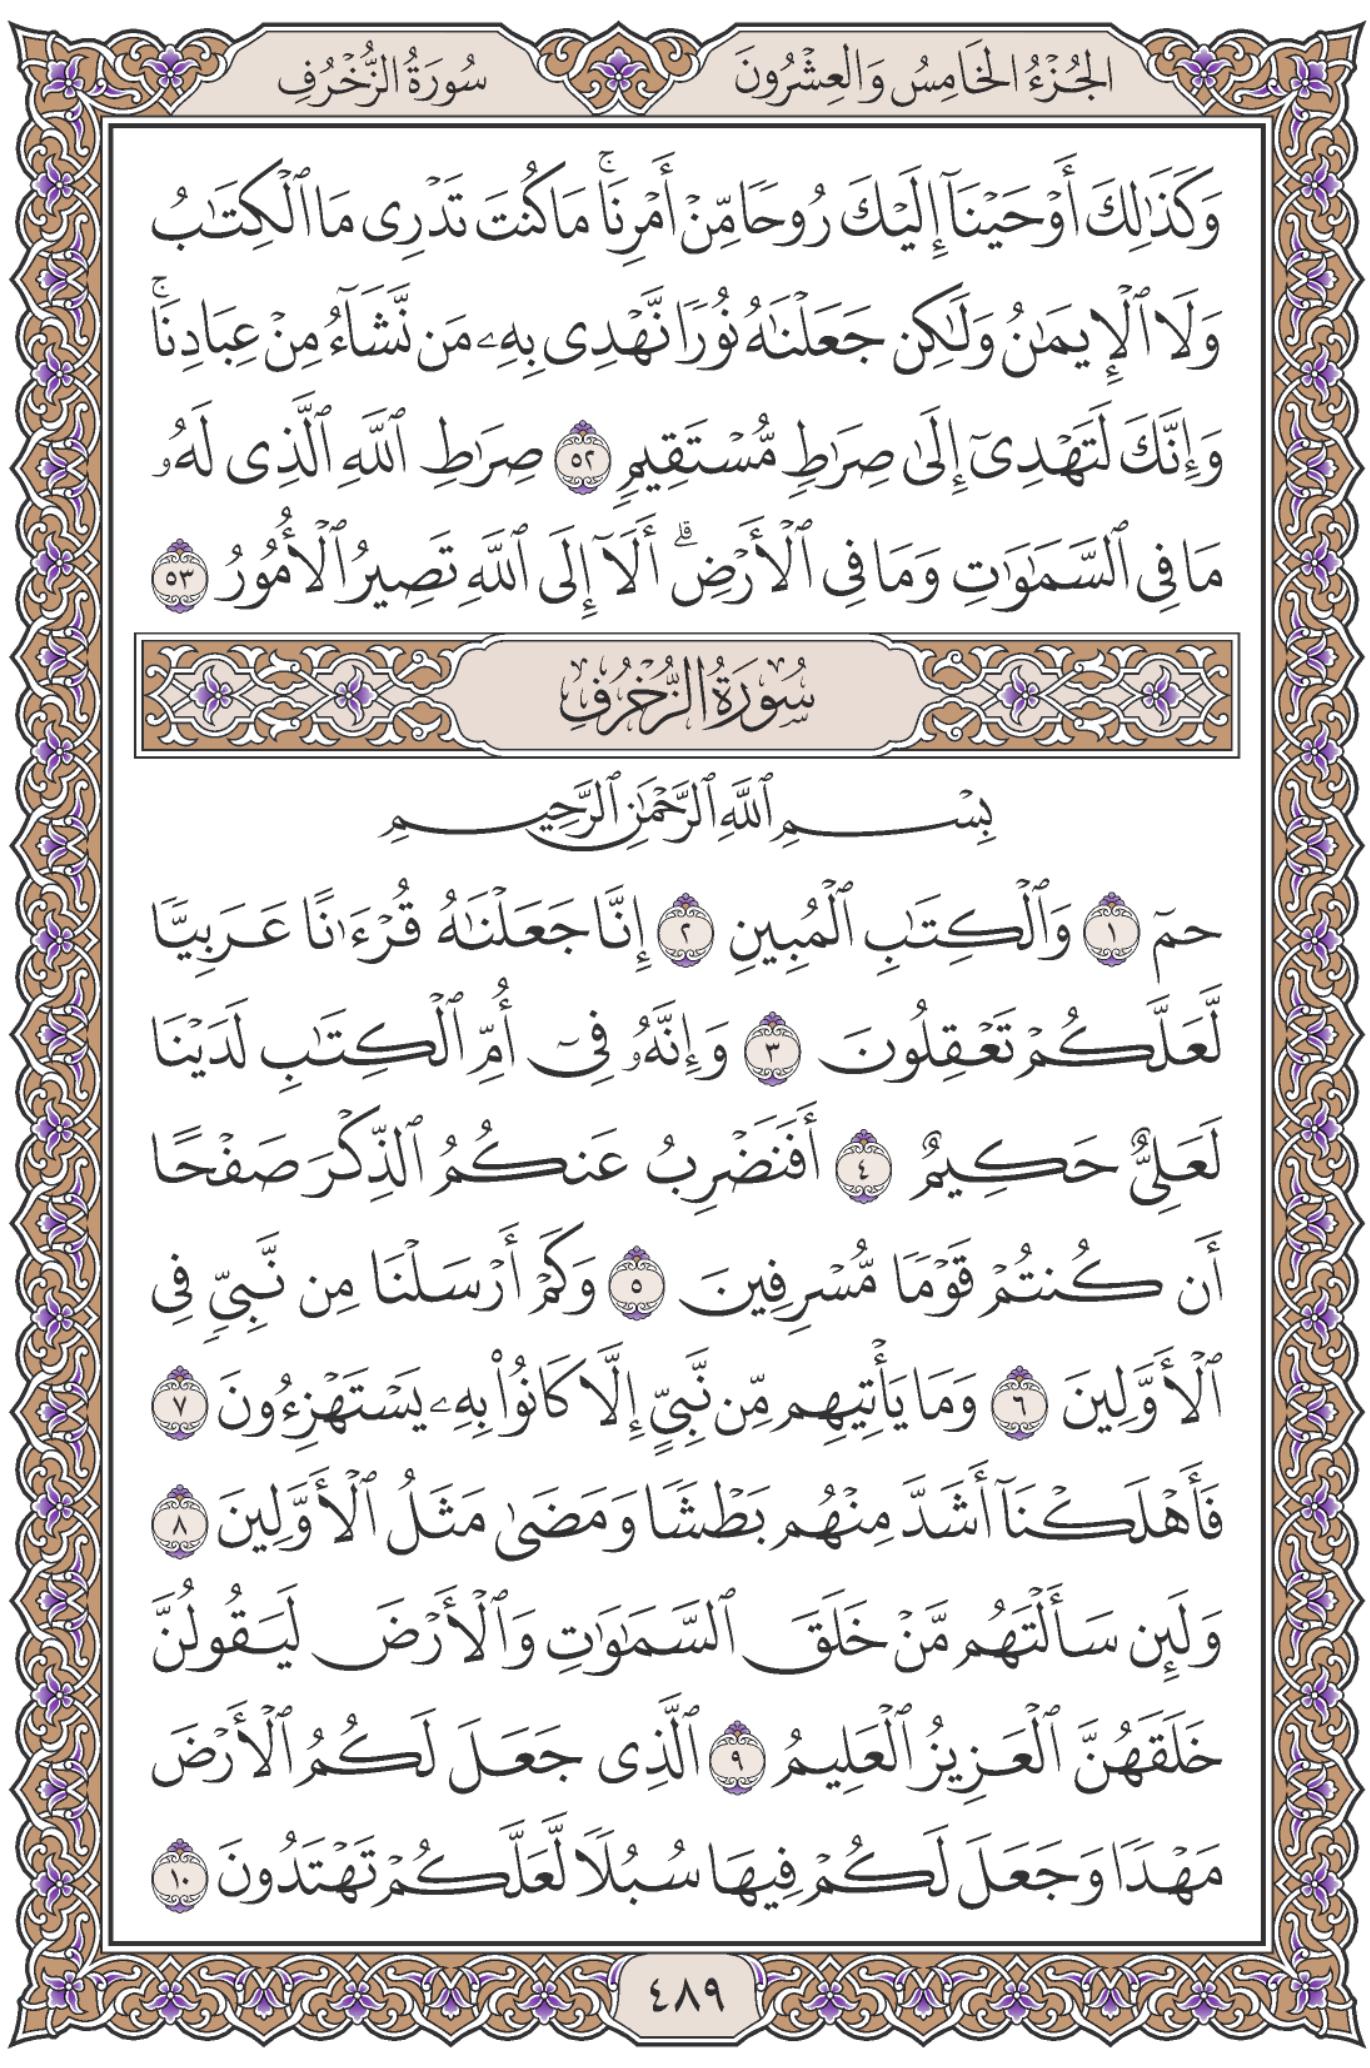 الجُزْءُ الخَامِسُ وَالعِشْرُونَ
سُورَةُ الزُّخْرُفِ
وَكَذَٰلِكَ أَوْحَيْنَآ إِلَيْكَ رُوحًا مِّنْ أَمْرِنَاۚ مَا كُنتَ تَدْرِى مَا ٱلْكِتَٰبُ
وَلَا ٱلْإِيمَٰنُ وَلَٰكِن جَعَلْنَٰهُ نُورًا نَّهْدِى بِهِۦ مَن نَّشَآءُ مِنْ عِبَادِنَاۚ
وَإِنَّكَ لَتَهْدِىٓ إِلَىٰ صِرَٰطٍ مُّسْتَقِيمٍ ٥٢ صِرَٰطِ ٱللَّهِ ٱلَّذِى لَهُۥ
مَا فِى ٱلسَّمَٰوَٰتِ وَمَا فِى ٱلْأَرْضِۗ أَلَآ إِلَى ٱللَّهِ تَصِيرُ ٱلْأُمُورُ ٥٣
سُورَةُ الزُّخْرُفِ
بِسْمِ ٱللَّهِ ٱلرَّحْمَٰنِ ٱلرَّحِيمِ
حمٓ ١ وَٱلْكِتَٰبِ ٱلْمُبِينِ ٢ إِنَّا جَعَلْنَٰهُ قُرْءَٰنًا عَرَبِيًّا
لَّعَلَّكُمْ تَعْقِلُونَ ٣ وَإِنَّهُۥ فِىٓ أُمِّ ٱلْكِتَٰبِ لَدَيْنَا
لَعَلِىٌّ حَكِيمٌ ٤ أَفَنَضْرِبُ عَنكُمُ ٱلذِّكْرَ صَفْحًا
أَن كُنتُمْ قَوْمًا مُّسْرِفِينَ ٥ وَكَمْ أَرْسَلْنَا مِن نَّبِىٍّ فِى
ٱلْأَوَّلِينَ ٦ وَمَا يَأْتِيهِم مِّن نَّبِىٍّ إِلَّا كَانُوا۟ بِهِۦ يَسْتَهْزِءُونَ ٧
فَأَهْلَكْنَآ أَشَدَّ مِنْهُم بَطْشًا وَمَضَىٰ مَثَلُ ٱلْأَوَّلِينَ ٨
وَلَئِن سَأَلْتَهُم مَّنْ خَلَقَ ٱلسَّمَٰوَٰتِ وَٱلْأَرْضَ لَيَقُولُنَّ
خَلَقَهُنَّ ٱلْعَزِيزُ ٱلْعَلِيمُ ٩ ٱلَّذِى جَعَلَ لَكُمُ ٱلْأَرْضَ
مَهْدًا وَجَعَلَ لَكُمْ فِيهَا سُبُلًا لَّعَلَّكُمْ تَهْتَدُونَ ١٠
٤٨٩